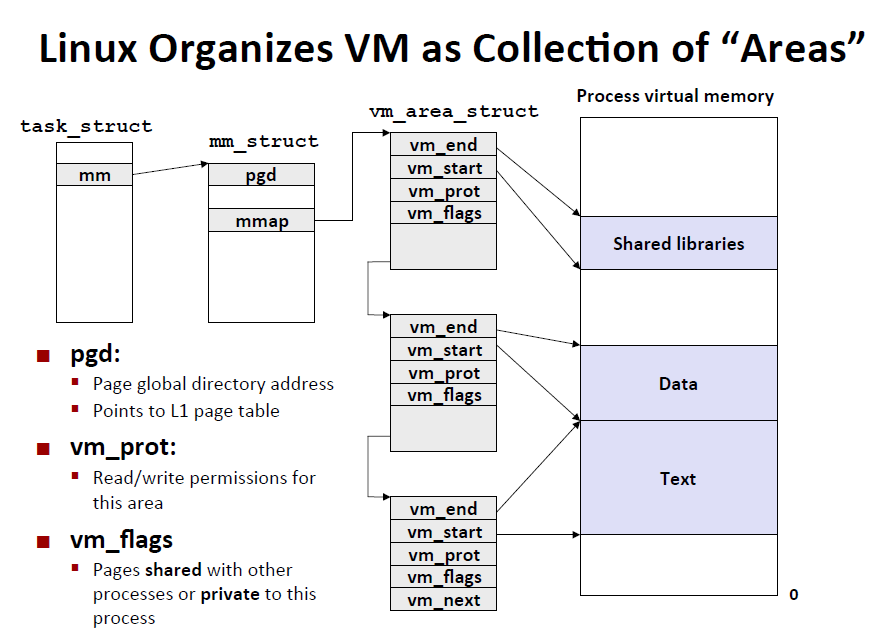 Linux Organizes VM as Collection of “Areas”
Process virtual memory
vm_area_struct
task_struct
mm_struct
mm
pgd
mmap
vm_end
vm_start
vm_prot
vm_flags
Shared libraries
vm_end
vm_start
vm_prot
vm_flags
Data
Text
vm_end
vm_start
vm_prot
vm_flags
vm_next
0
pgd:
Page global directory address
Points to L1 page table
vm_prot:
Read/write permissions for
this area
vm_flags
Pages shared with other
processes or private to this
process